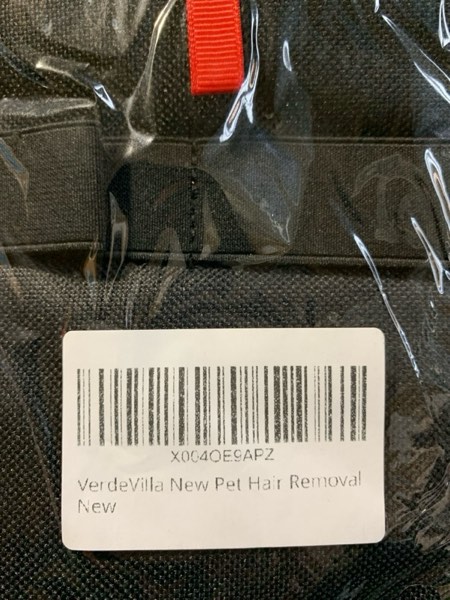 X004OE9APZ
VerdeVilla New Pet Hair Removal
New